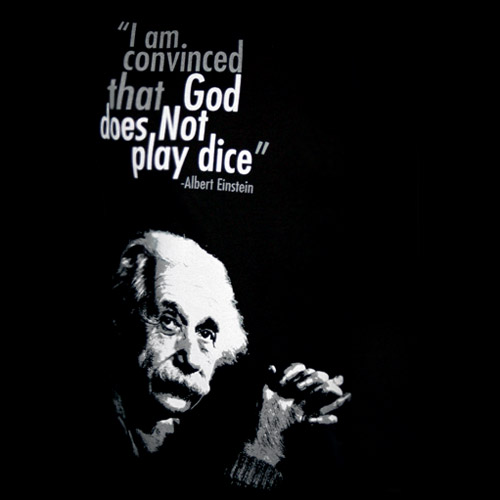 “I am
convinced
that God
does Not
play dice”
-Albert Einstein